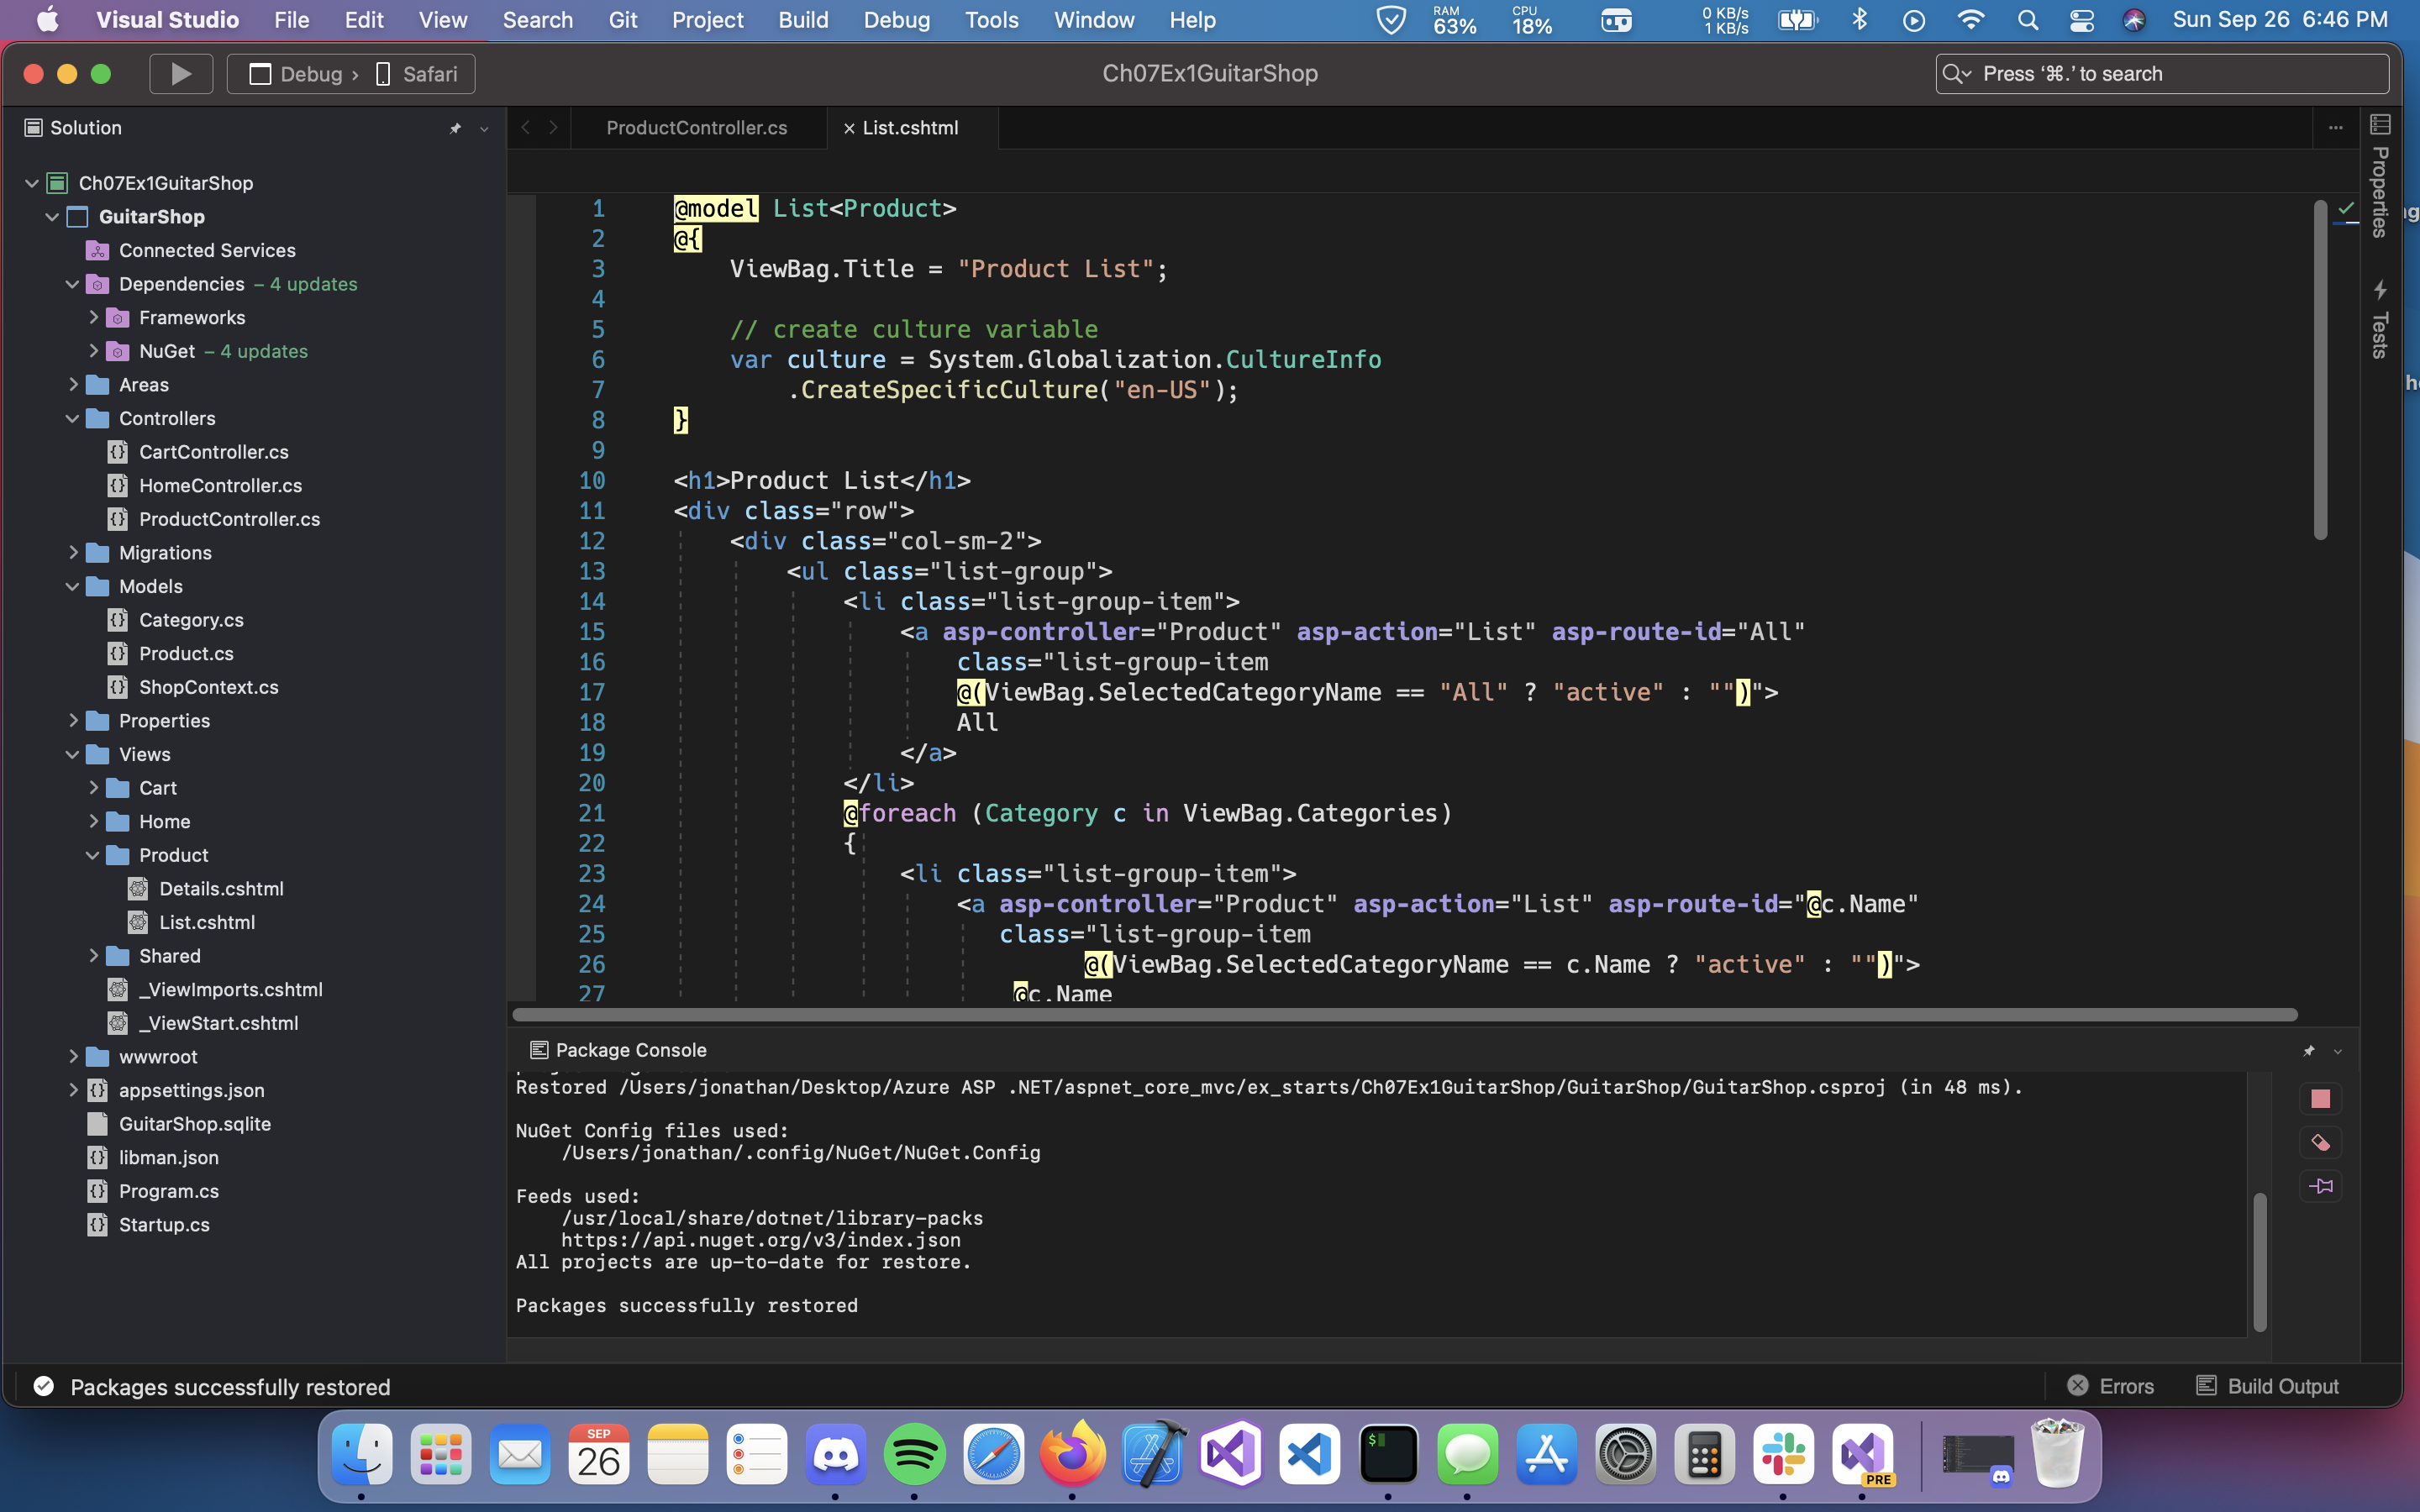 Visual Studio File Edit View Search Git Project Build Debug Tools Window Help RAM 63% CPU 18% 0 KB/s 1 KB/s Sun Sep 26 6:46 PM
Debug › Safari Ch07Ex1GuitarShop Press ‘⌘.’ to search
Solution
Ch07Ex1GuitarShop
GuitarShop
Connected Services
Dependencies – 4 updates
Frameworks
NuGet – 4 updates
Areas
Controllers
CartController.cs
HomeController.cs
ProductController.cs
Migrations
Models
Category.cs
Product.cs
ShopContext.cs
Properties
Views
Cart
Home
Product
Details.cshtml
List.cshtml
Shared
_ViewImports.cshtml
_ViewStart.cshtml
wwwroot
appsettings.json
GuitarShop.sqlite
libman.json
Program.cs
Startup.cs
ProductController.cs × List.cshtml
1 @model List<Product>
2 @{
3 ViewBag.Title = "Product List";
4
5 // create culture variable
6 var culture = System.Globalization.CultureInfo
7 .CreateSpecificCulture("en-US");
8 }
9
10 <h1>Product List</h1>
11 <div class="row">
12 <div class="col-sm-2">
13 <ul class="list-group">
14 <li class="list-group-item">
15 <a asp-controller="Product" asp-action="List" asp-route-id="All"
16 class="list-group-item
17 @(ViewBag.SelectedCategoryName == "All" ? "active" : "")">
18 All
19 </a>
20 </li>
21 @foreach (Category c in ViewBag.Categories)
22 {
23 <li class="list-group-item">
24 <a asp-controller="Product" asp-action="List" asp-route-id="@c.Name"
25 class="list-group-item
26 @(ViewBag.SelectedCategoryName == c.Name ? "active" : "")">
27 @c.Name
Properties
Tests
Package Console
Restored /Users/jonathan/Desktop/Azure ASP .NET/aspnet_core_mvc/ex_starts/Ch07Ex1GuitarShop/GuitarShop/GuitarShop.csproj (in 48 ms).
NuGet Config files used:
/Users/jonathan/.config/NuGet/NuGet.Config
Feeds used:
/usr/local/share/dotnet/library-packs
https://api.nuget.org/v3/index.json
All projects are up-to-date for restore.
Packages successfully restored
Packages successfully restored
Errors Build Output
SEP
26
$
PRE